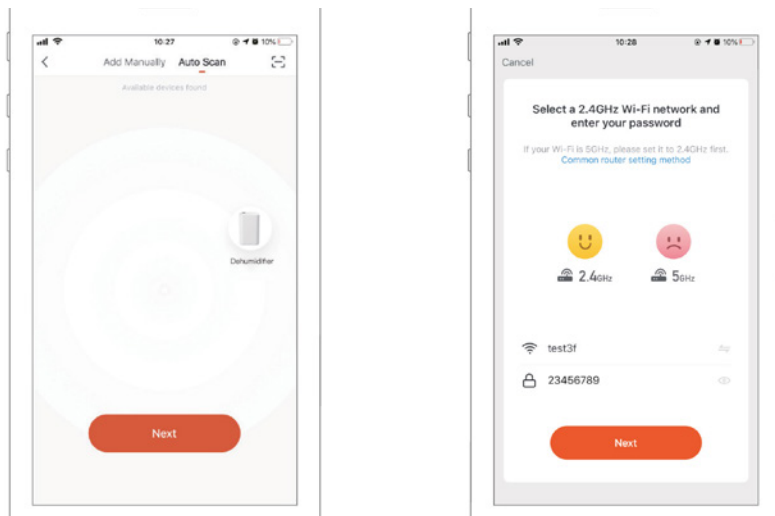 10:27
10%
Add Manually Auto Scan
Available devices found
Dehumidifier
Next
10:28
10%
Cancel
Select a 2.4GHz Wi-Fi network and
enter your password
If your Wi-Fi is 5GHz, please set it to 2.4GHz first.
Common router setting method
2.4GHz
5GHz
test3f
23456789
Next